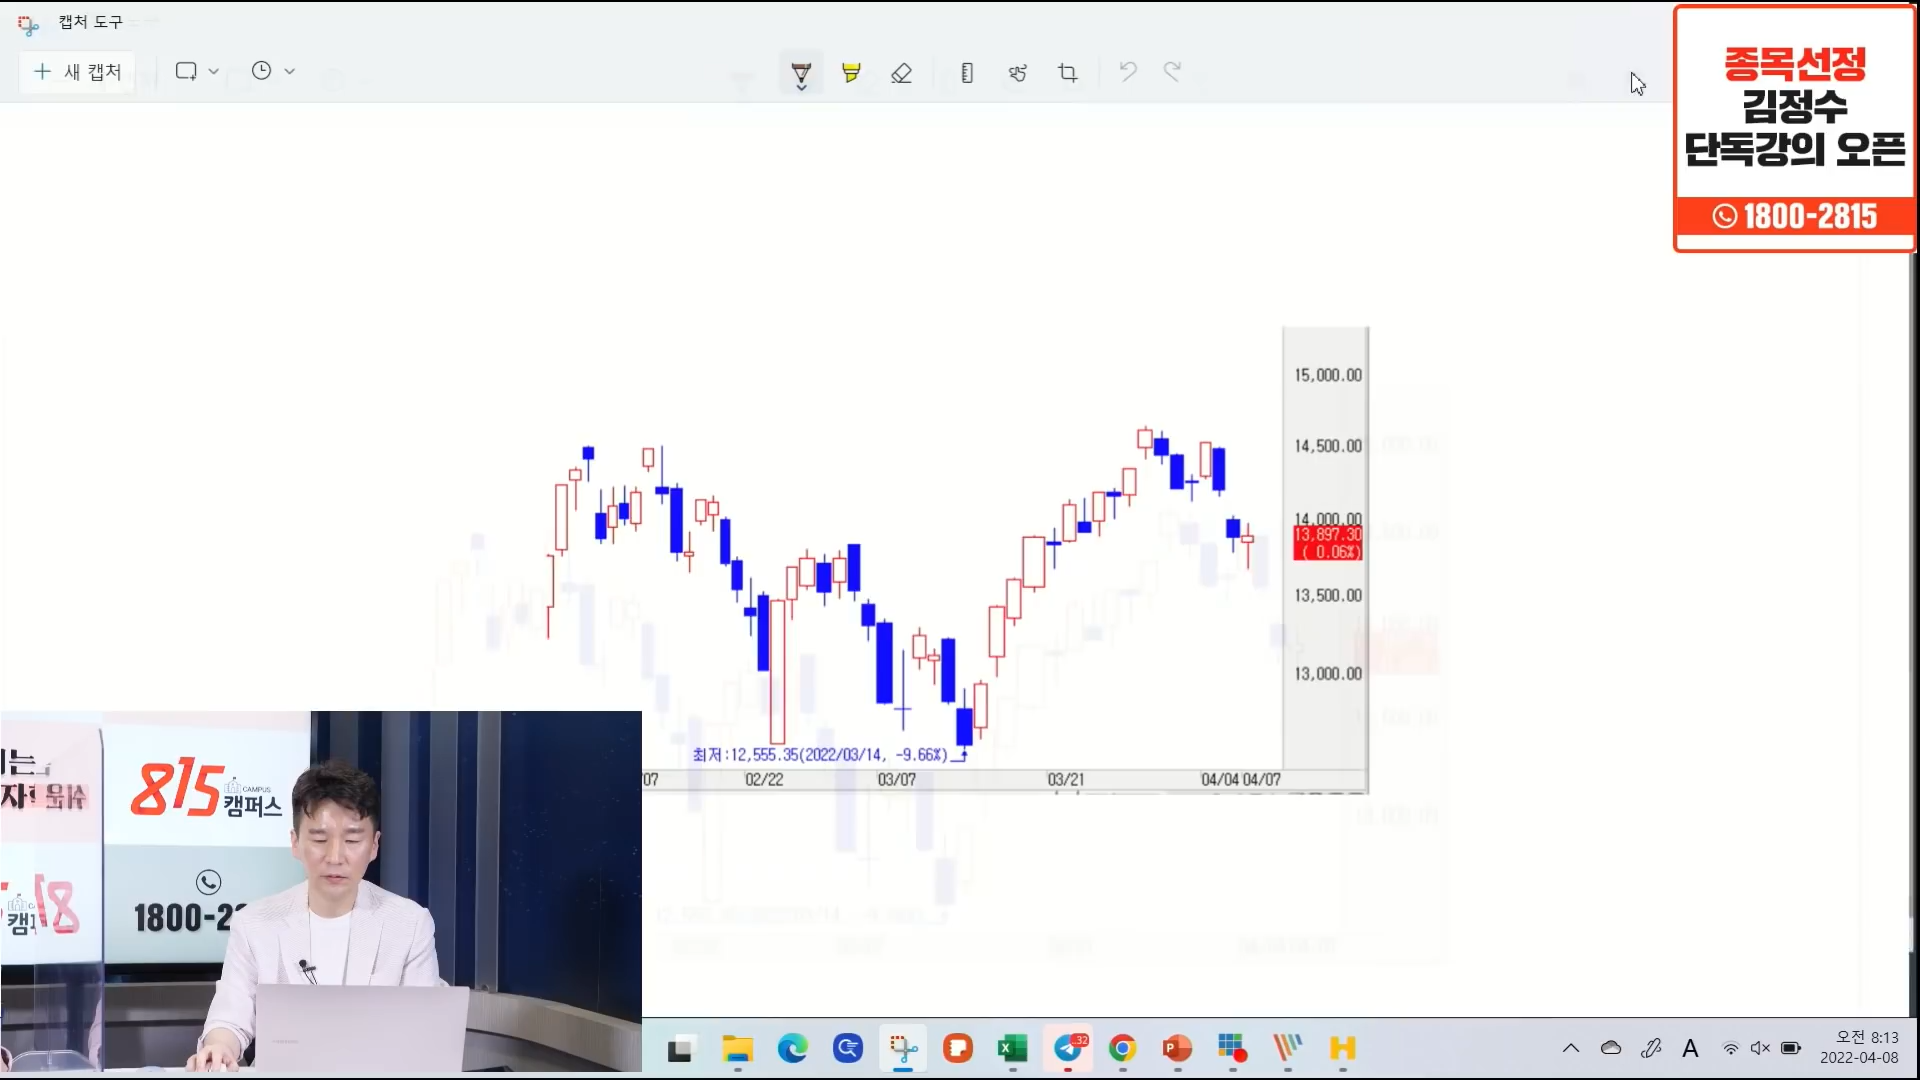 캡처 도구
새 캡처
종목선정
김정수
단독강의 오픈
1800-2815
15,000.00
14,500.00
14,000.00
13,897.30
( 0.06%)
13,500.00
13,000.00
최저:12,555.35(2022/03/14, -9.66%)
/07
02/22
03/07
03/21
04/04
04/07
815
CAMPUS
캠퍼스
1800-2
32
A
오전 8:13
2022-04-08